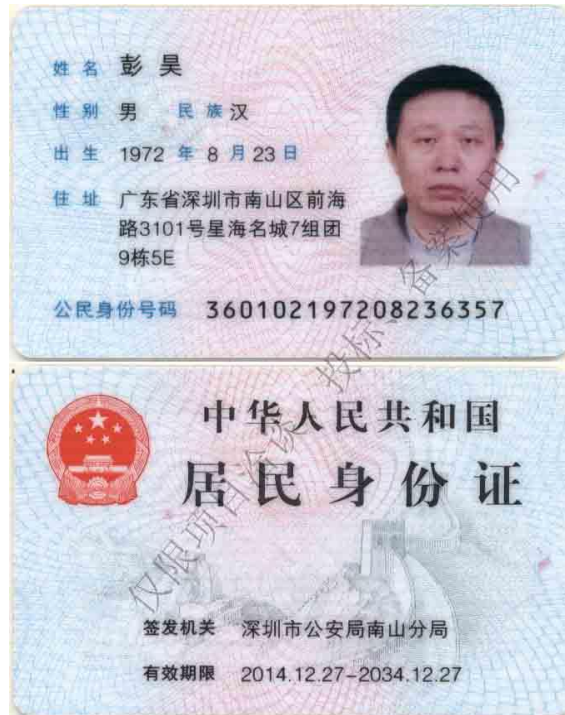 姓名 彭昊
性别 男 民族 汉
出生 1972 年 8 月 23 日
住址 广东省深圳市南山区前海
路3101号星海名城7组团
9栋5E
公民身份号码 360102197208236357
中华人民共和国
居民身份证
签发机关 深圳市公安局南山分局
有效期限 2014.12.27-2034.12.27
仅限项目洽谈、投标、备案使用